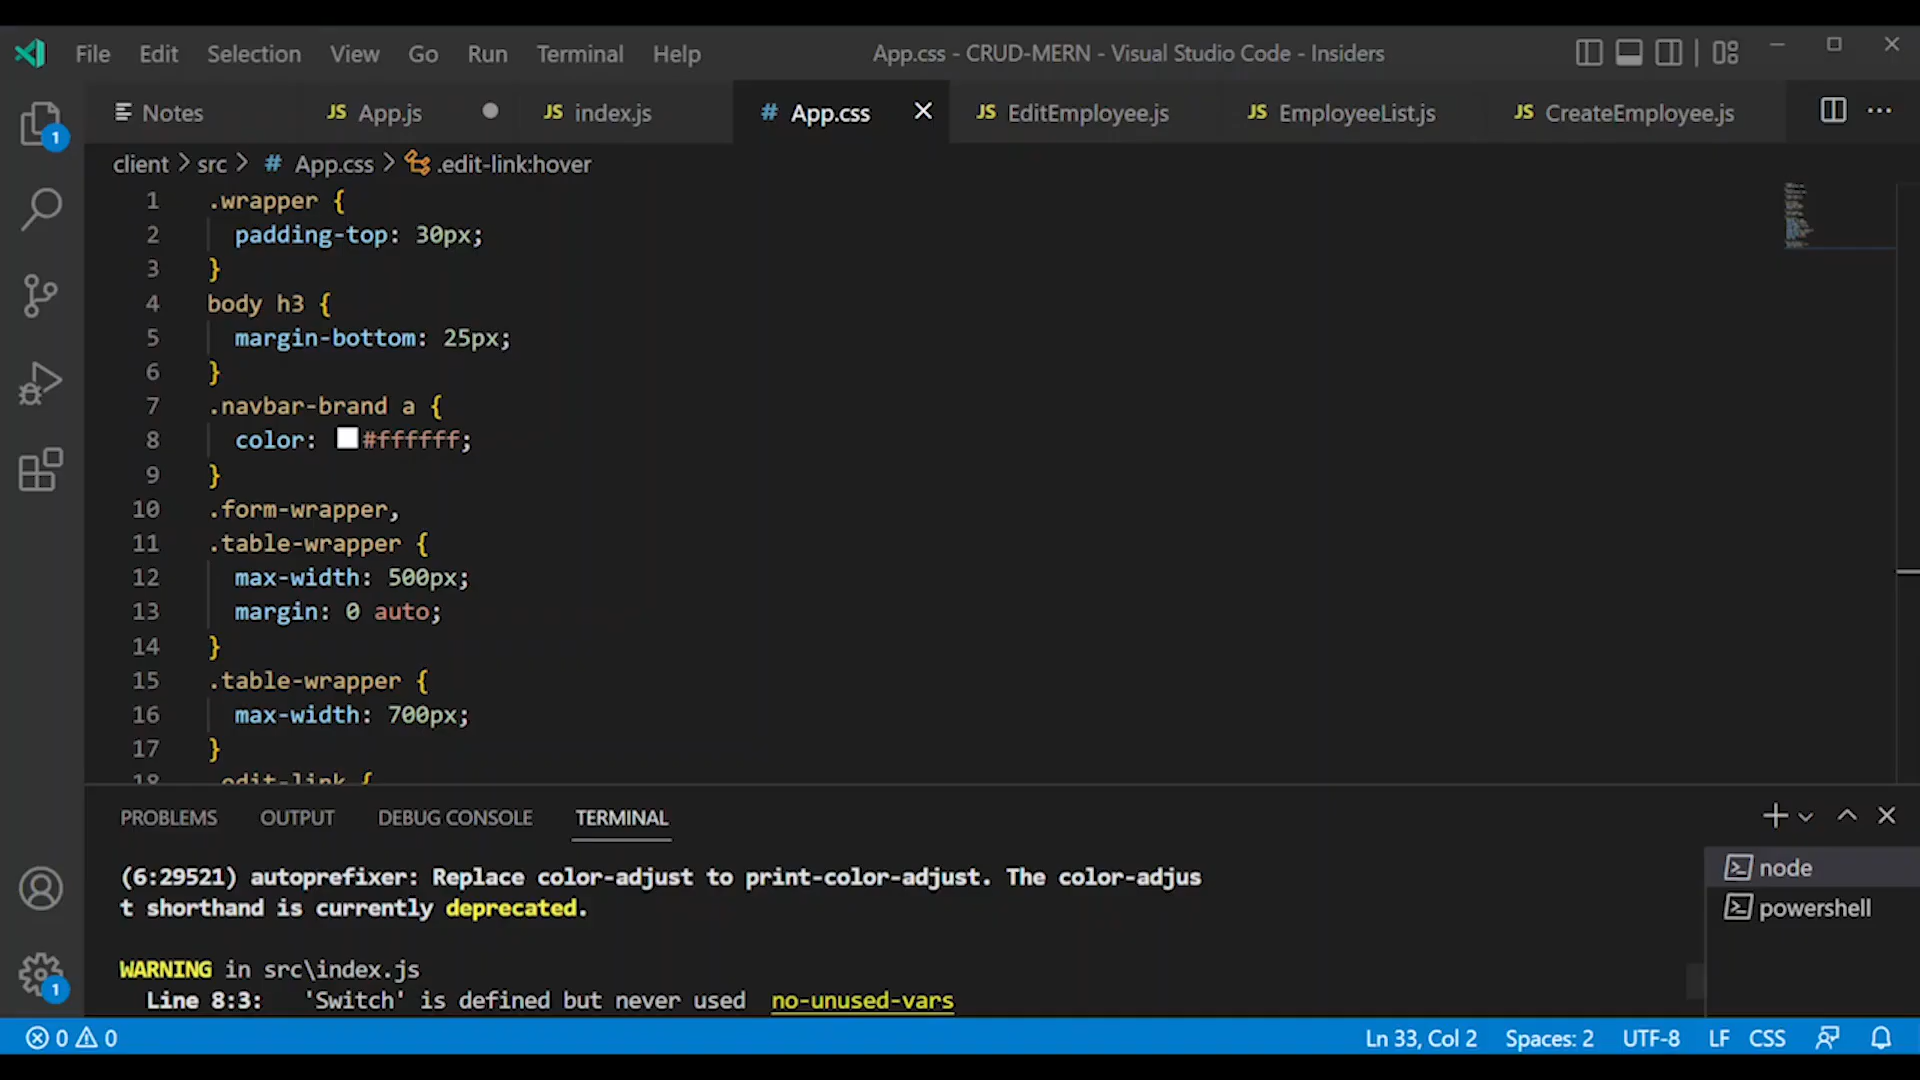 File Edit Selection View Go Run Terminal Help App.css - CRUD-MERN - Visual Studio Code - Insiders
Notes JS App.js JS index.js # App.css JS EditEmployee.js JS EmployeeList.js JS CreateEmployee.js
1
client > src > # App.css > .edit-link:hover
1 .wrapper {
2 padding-top: 30px;
3 }
4 body h3 {
5 margin-bottom: 25px;
6 }
7 .navbar-brand a {
8 color: #ffffff;
9 }
10 .form-wrapper,
11 .table-wrapper {
12 max-width: 500px;
13 margin: 0 auto;
14 }
15 .table-wrapper {
16 max-width: 700px;
17 }
18 .edit-link {
PROBLEMS OUTPUT DEBUG CONSOLE TERMINAL
(6:29521) autoprefixer: Replace color-adjust to print-color-adjust. The color-adjus
t shorthand is currently deprecated.
WARNING in src\index.js
Line 8:3: 'Switch' is defined but never used no-unused-vars
node
powershell
1
0 0 Ln 33, Col 2 Spaces: 2 UTF-8 LF CSS